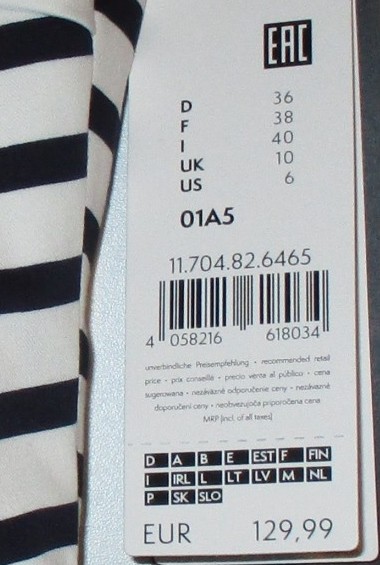 EAC
D 36
F 38
I 40
UK 10
US 6
01A5
11.704.82.6465
4 058216 618034
unverbindliche Preisempfehlung • recommended retail
price • prix conseillé • precio venta al público • cena
sugerowana • nezávazné odporučenie ceny • nezávazné
doporučení ceny • neobvezujoča priporočena cena
MRP (incl. of all taxes)
D A B E EST F FIN
I IRL L LT LV M NL
P SK SLO
EUR 129,99